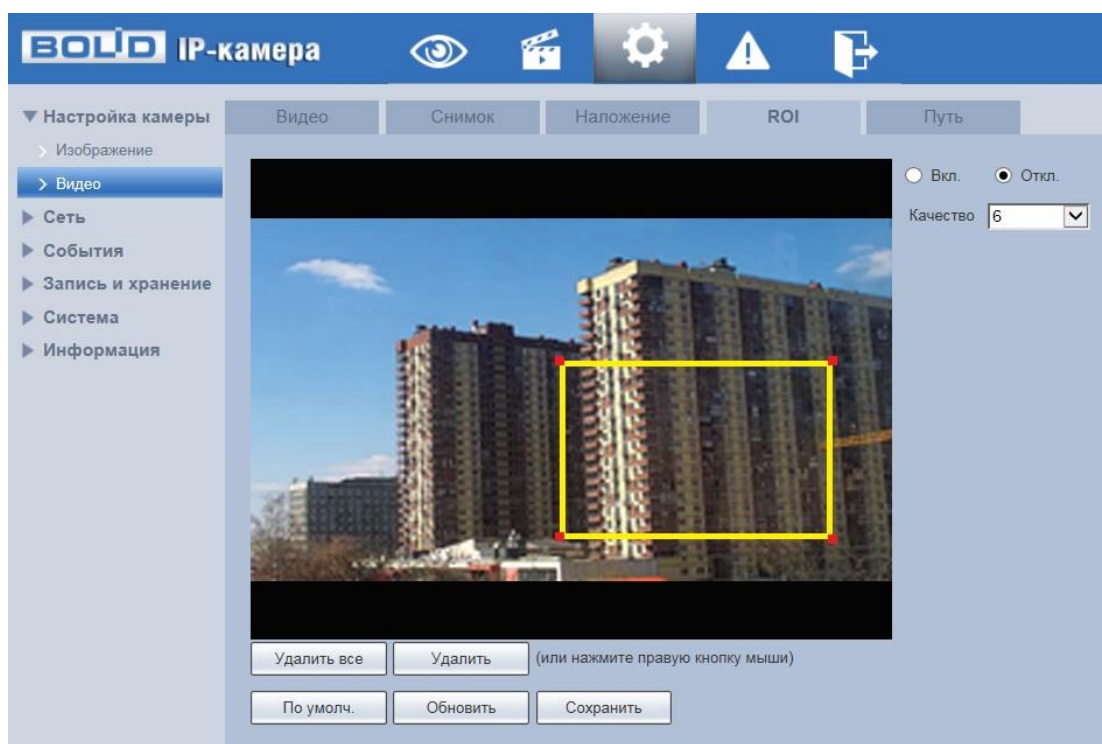 BOLID IP-камера
Настройка камеры
Изображение
Видео
Сеть
События
Запись и хранение
Система
Информация
Видео Снимок Наложение ROI Путь
Вкл. Откл.
Качество 6
Удалить все Удалить (или нажмите правую кнопку мыши)
По умолч. Обновить Сохранить